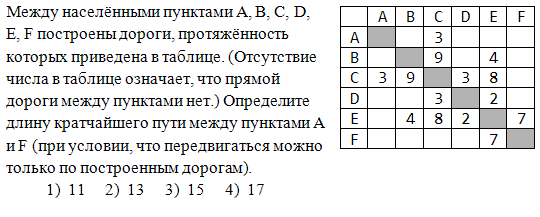 Между населёнными пунктами A, B, C, D,
E, F построены дороги, протяжённость
которых приведена в таблице. (Отсутствие
числа в таблице означает, что прямой
дороги между пунктами нет.) Определите
длину кратчайшего пути между пунктами A
и F (при условии, что передвигаться можно
только по построенным дорогам).
1) 11 2) 13 3) 15 4) 17
A B C D E F
A 3
B 9 4
C 3 9 3 8
D 3 2
E 4 8 2 7
F 7